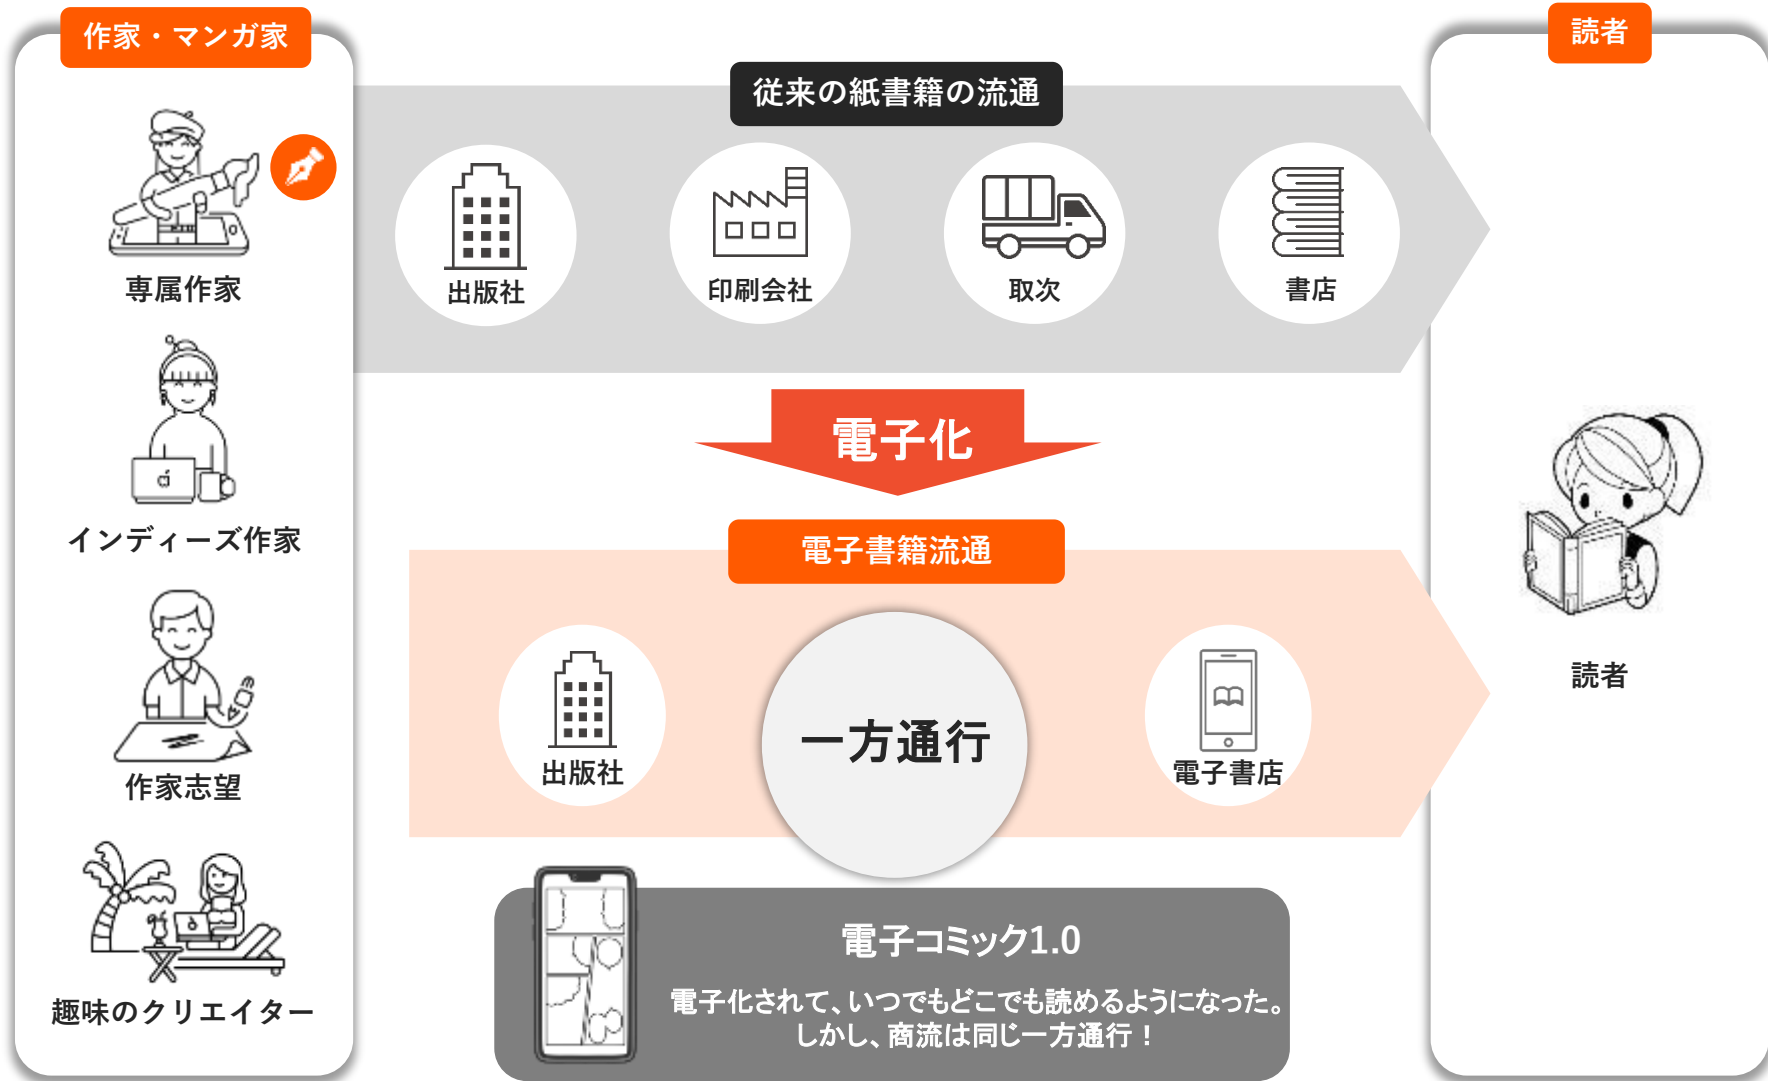 作家・マンガ家
専属作家
インディーズ作家
作家志望
趣味のクリエイター
従来の紙書籍の流通
出版社
印刷会社
取次
書店
電子化
電子書籍流通
出版社
一方通行
電子書店
電子コミック1.0
電子化されて、いつでもどこでも読めるようになった。
しかし、商流は同じ一方通行！
読者
読者